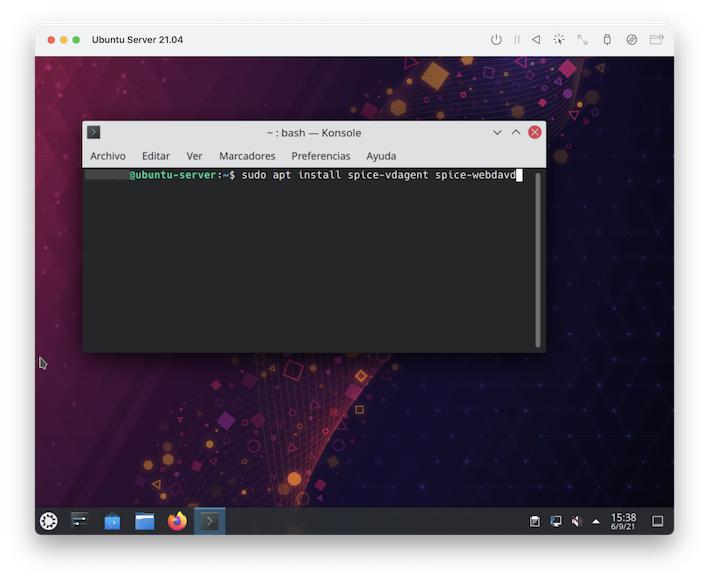 Ubuntu Server 21.04
~ : bash — Konsole
Archivo Editar Ver Marcadores Preferencias Ayuda
@ubuntu-server:~$ sudo apt install spice-vdagent spice-webdavd
15:38
6/9/21